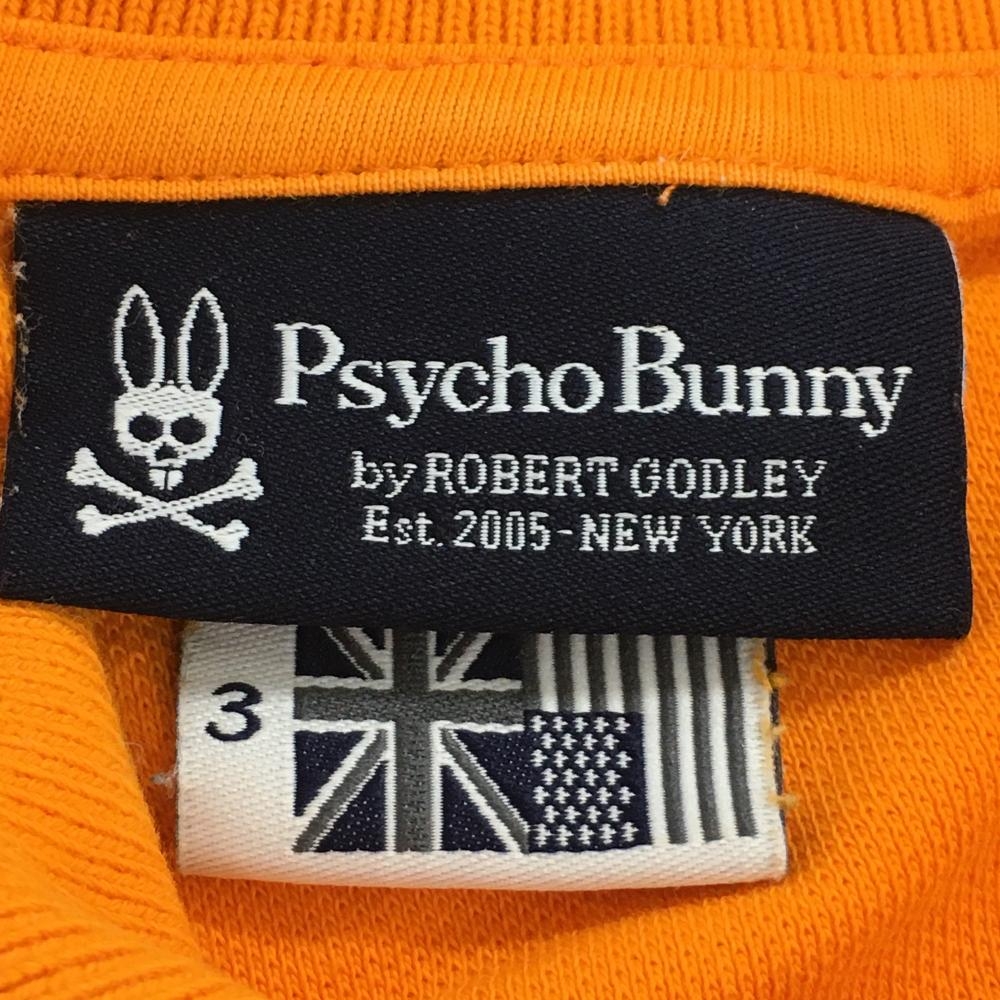 Psycho Bunny
by ROBERT GODLEY
Est. 2005-NEW YORK
3